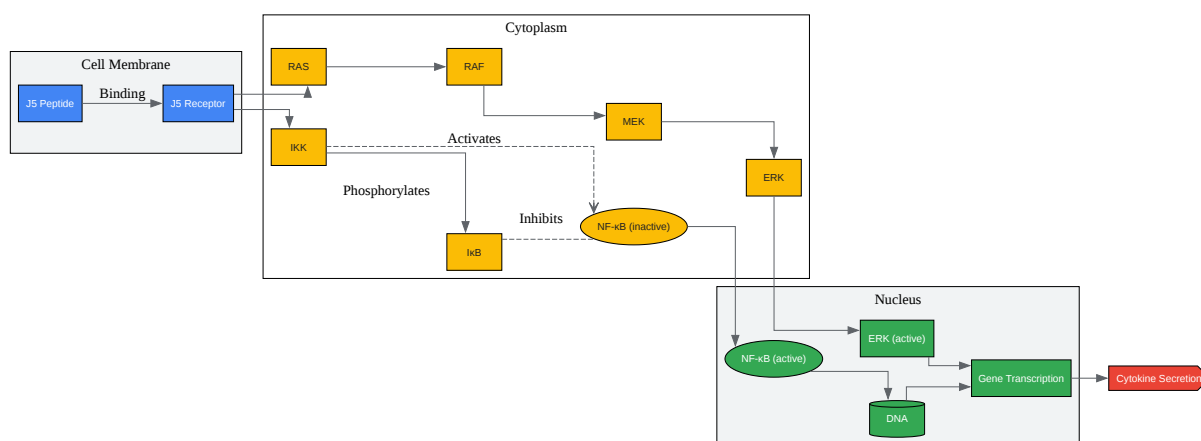 Cytoplasm
Cell Membrane
RAS
RAF
J5 Peptide
Binding
J5 Receptor
MEK
IKK
Activates
ERK
Phosphorylates
Inhibits
NF-κB (inactive)
IκB
Nucleus
ERK (active)
NF-κB (active)
Gene Transcription
Cytokine Secretion
DNA